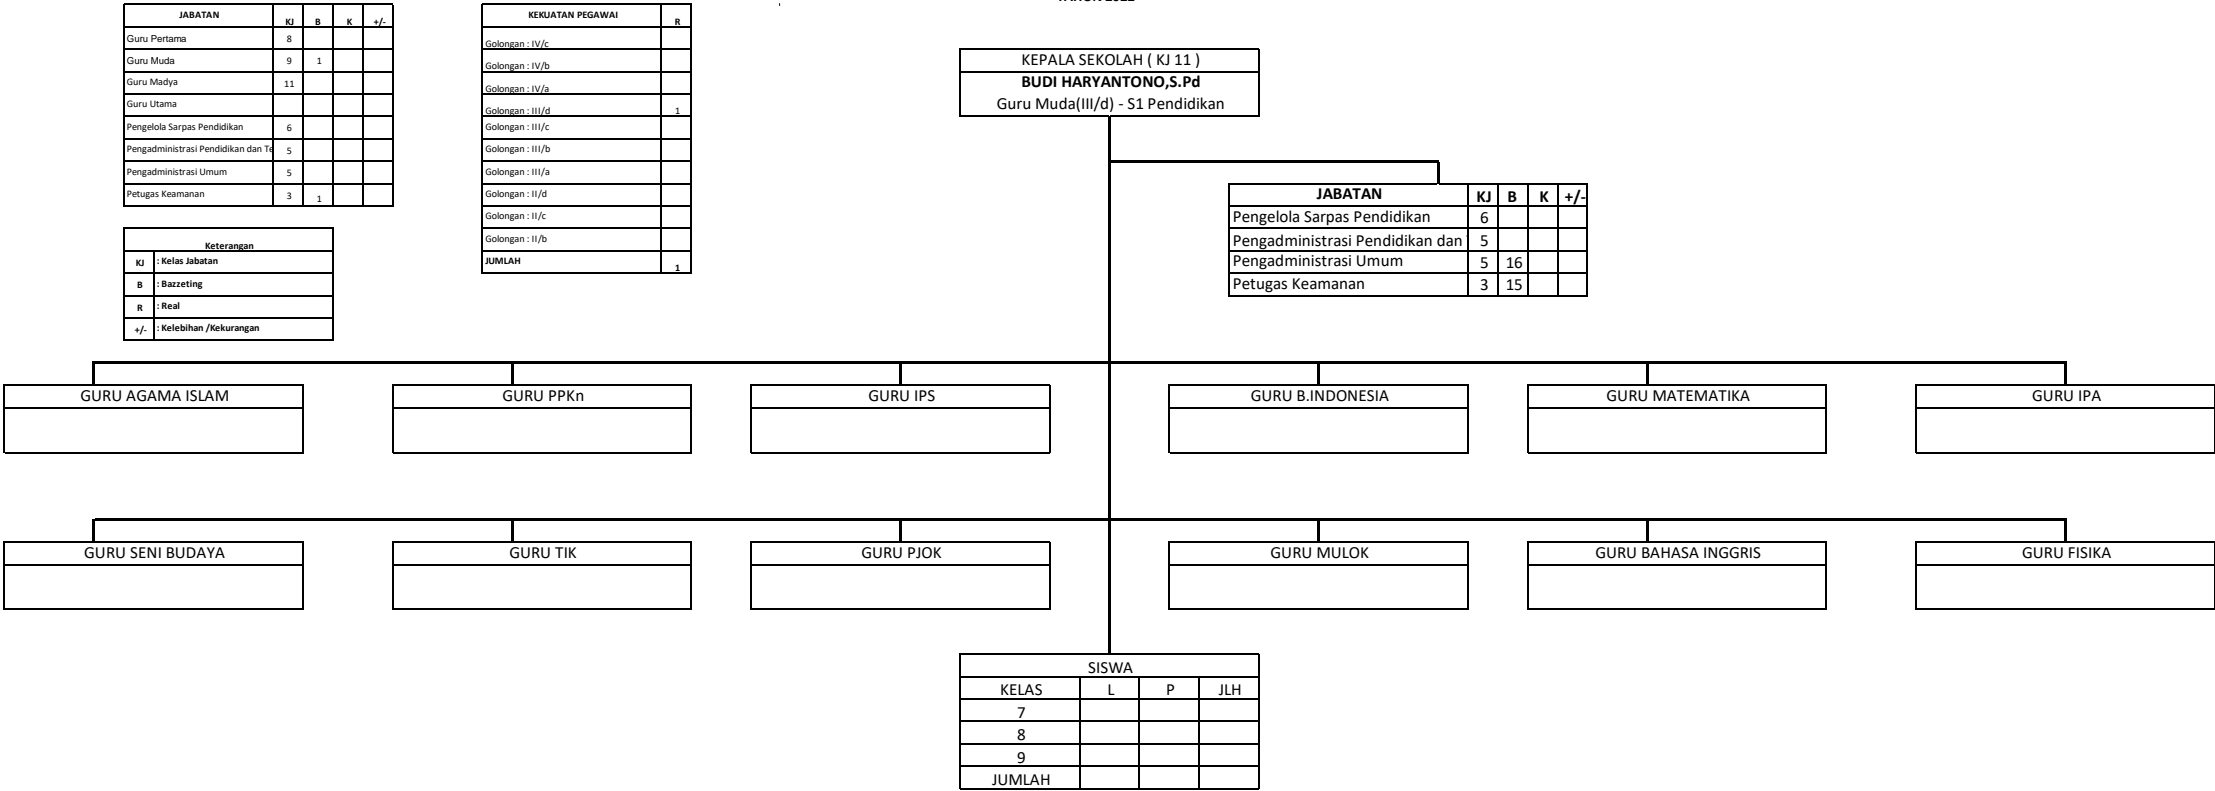 JABATAN KJ B K +/-
Guru Pertama 8
Guru Muda 9 1
Guru Madya 11
Guru Utama
Pengelola Sarpas Pendidikan 6
Pengadministrasi Pendidikan dan Te 5
Pengadministrasi Umum 5
Petugas Keamanan 3 1
Keterangan
KJ : Kelas Jabatan
B : Bazzeting
R : Real
+/- : Kelebihan /Kekurangan
KEKUATAN PEGAWAI R
Golongan : IV/c
Golongan : IV/b
Golongan : IV/a
Golongan : III/d 1
Golongan : III/c
Golongan : III/b
Golongan : III/a
Golongan : II/d
Golongan : II/c
Golongan : II/b
JUMLAH 1
KEPALA SEKOLAH ( KJ 11 )
BUDI HARYANTONO,S.Pd
Guru Muda(III/d) - S1 Pendidikan
JABATAN KJ B K +/-
Pengelola Sarpas Pendidikan 6
Pengadministrasi Pendidikan dan 5
Pengadministrasi Umum 5 16
Petugas Keamanan 3 15
GURU AGAMA ISLAM GURU PPKn GURU IPS GURU B.INDONESIA GURU MATEMATIKA GURU IPA
GURU SENI BUDAYA GURU TIK GURU PJOK GURU MULOK GURU BAHASA INGGRIS GURU FISIKA
SISWA
KELAS L P JLH
7
8
9
JUMLAH